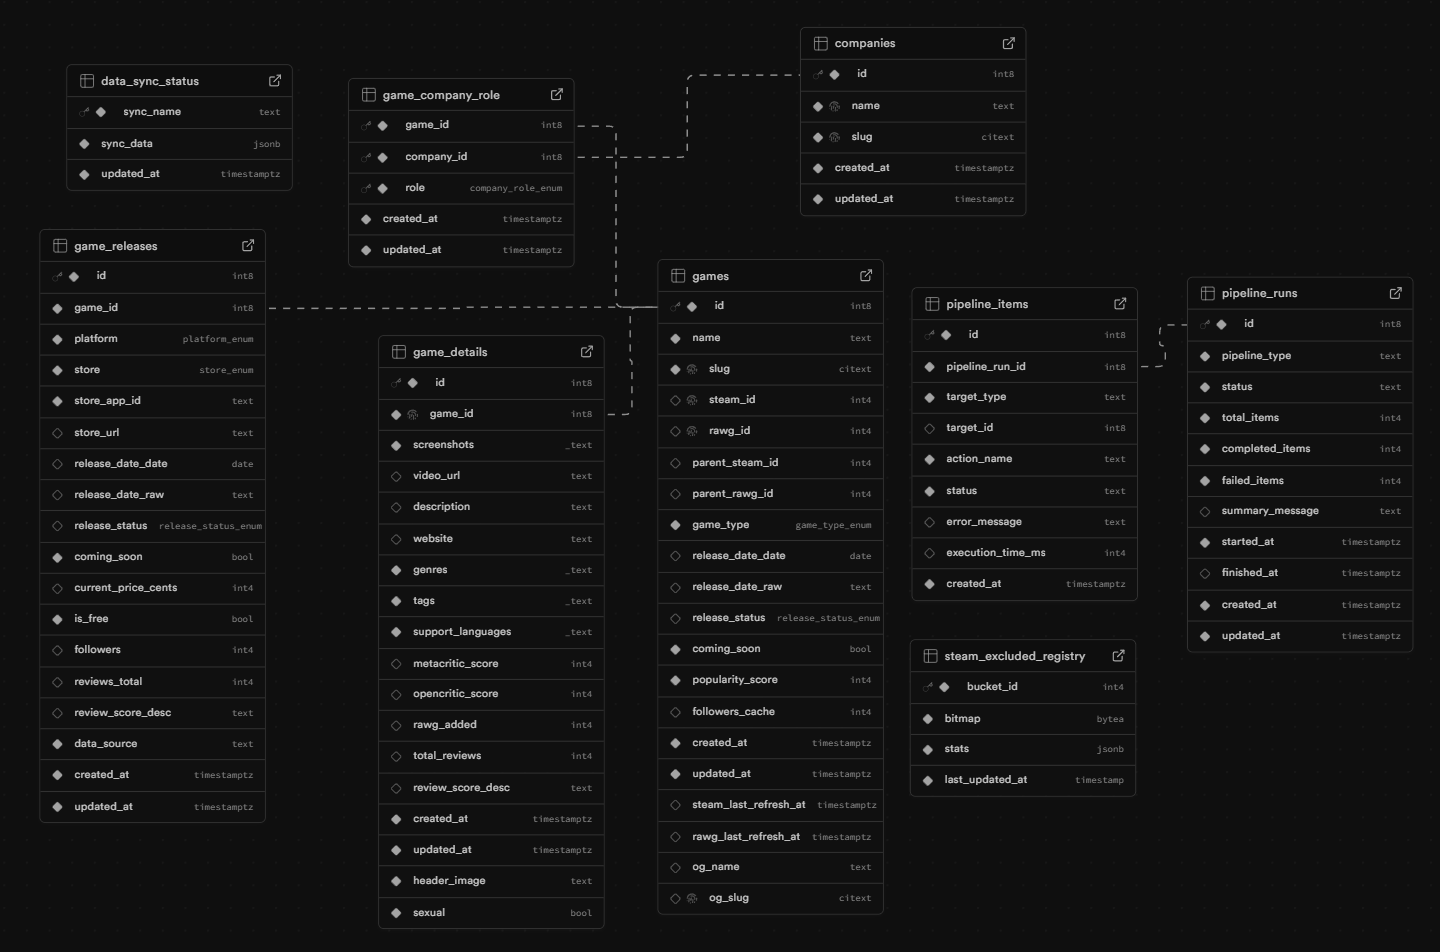 data_sync_status
sync_name text
sync_data jsonb
updated_at timestamptz
game_company_role
game_id int8
company_id int8
role company_role_enum
created_at timestamptz
updated_at timestamptz
companies
id int8
name text
slug citext
created_at timestamptz
updated_at timestamptz
game_releases
id int8
game_id int8
platform platform_enum
store store_enum
store_app_id text
store_url text
release_date_date date
release_date_raw text
release_status release_status_enum
coming_soon bool
current_price_cents int4
is_free bool
followers int4
reviews_total int4
review_score_desc text
data_source text
created_at timestamptz
updated_at timestamptz
game_details
id int8
game_id int8
screenshots _text
video_url text
description text
website text
genres _text
tags _text
support_languages _text
metacritic_score int4
opencritic_score int4
rawg_added int4
total_reviews int4
review_score_desc text
created_at timestamptz
updated_at timestamptz
header_image text
sexual bool
games
id int8
name text
slug citext
steam_id int4
rawg_id int4
parent_steam_id int4
parent_rawg_id int4
game_type game_type_enum
release_date_date date
release_date_raw text
release_status release_status_enum
coming_soon bool
popularity_score int4
followers_cache int4
created_at timestamptz
updated_at timestamptz
steam_last_refresh_at timestamptz
rawg_last_refresh_at timestamptz
og_name text
og_slug citext
pipeline_items
id int8
pipeline_run_id int8
target_type text
target_id int8
action_name text
status text
error_message text
execution_time_ms int4
created_at timestamptz
pipeline_runs
id int8
pipeline_type text
status text
total_items int4
completed_items int4
failed_items int4
summary_message text
started_at timestamptz
finished_at timestamptz
created_at timestamptz
updated_at timestamptz
steam_excluded_registry
bucket_id int4
bitmap bytea
stats jsonb
last_updated_at timestamp